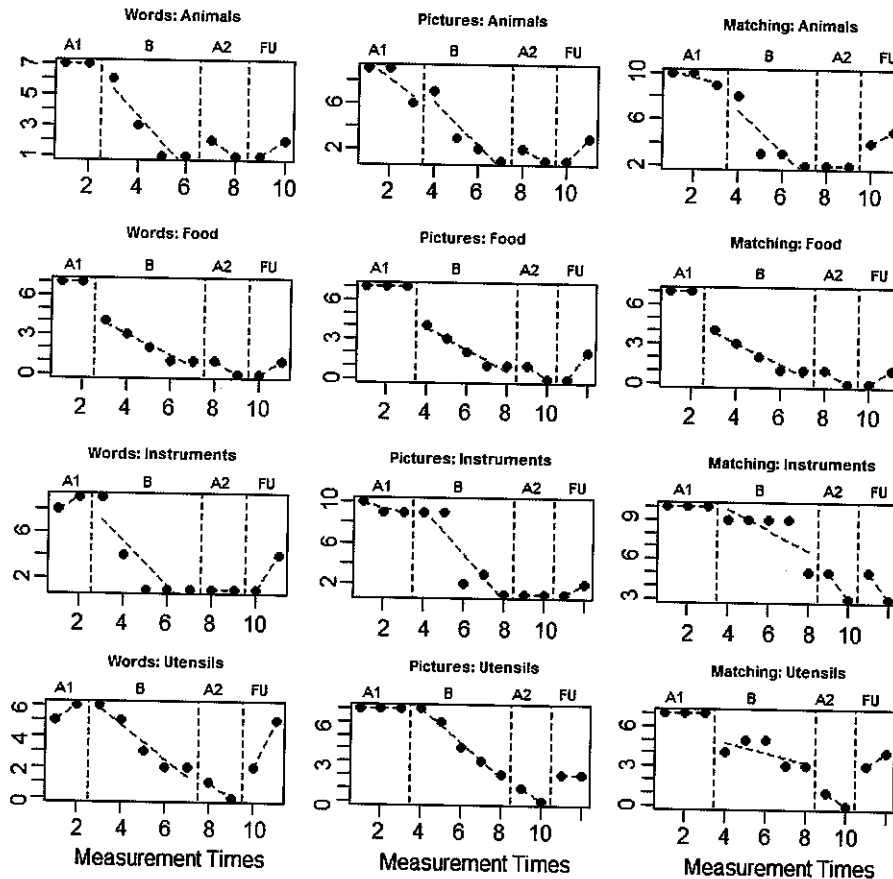 Words: Animals
A1 B A2 FU
7
5
3
1
2 4 6 8 10
Pictures: Animals
A1 B A2 FU
6
2
2 4 6 8 10
Matching: Animals
A1 B A2 FU
10
6
2
2 4 6 8 10
Words: Food
A1 B A2 FU
6
3
0
2 4 6 8 10
Pictures: Food
A1 B A2 FU
6
3
0
2 4 6 8 10
Matching: Food
A1 B A2 FU
6
3
0
2 4 6 8 10
Words: Instruments
A1 B A2 FU
6
2
2 4 6 8 10
Pictures: Instruments
A1 B A2 FU
10
6
2
2 4 6 8 10
Matching: Instruments
A1 B A2 FU
9
6
3
2 4 6 8 10
Words: Utensils
A1 B A2 FU
6
4
2
0
2 4 6 8 10
Measurement Times
Pictures: Utensils
A1 B A2 FU
6
3
0
2 4 6 8 10
Measurement Times
Matching: Utensils
A1 B A2 FU
6
3
0
2 4 6 8 10
Measurement Times